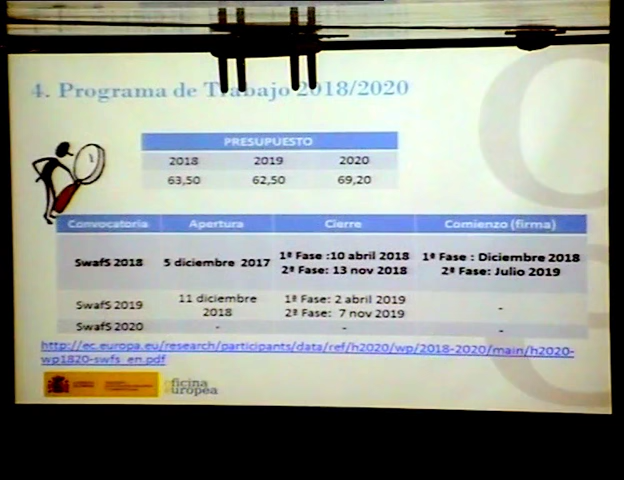 4. Programa de Trabajo 2018/2020
PRESUPUESTO
2018 2019 2020
63,50 62,50 69,20
Convocatoria Apertura Cierre Comienzo (firma)
SwafS 2018 5 diciembre 2017 1ª Fase :10 abril 2018 1ª Fase : Diciembre 2018
2ª Fase: 13 nov 2018 2ª Fase: Julio 2019
SwafS 2019 11 diciembre 1ª Fase: 2 abril 2019 -
2018 2ª Fase: 7 nov 2019
SwafS 2020 - - -
http://ec.europa.eu/research/participants/data/ref/h2020/wp/2018-2020/main/h2020-
wp1820-swfs_en.pdf
oficina
europea